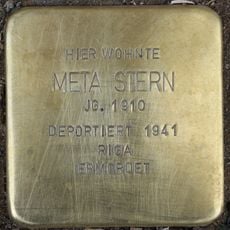 HIER WOHNTE
META STERN
JG. 1910
DEPORTIERT 1941
RIGA
ERMORDET